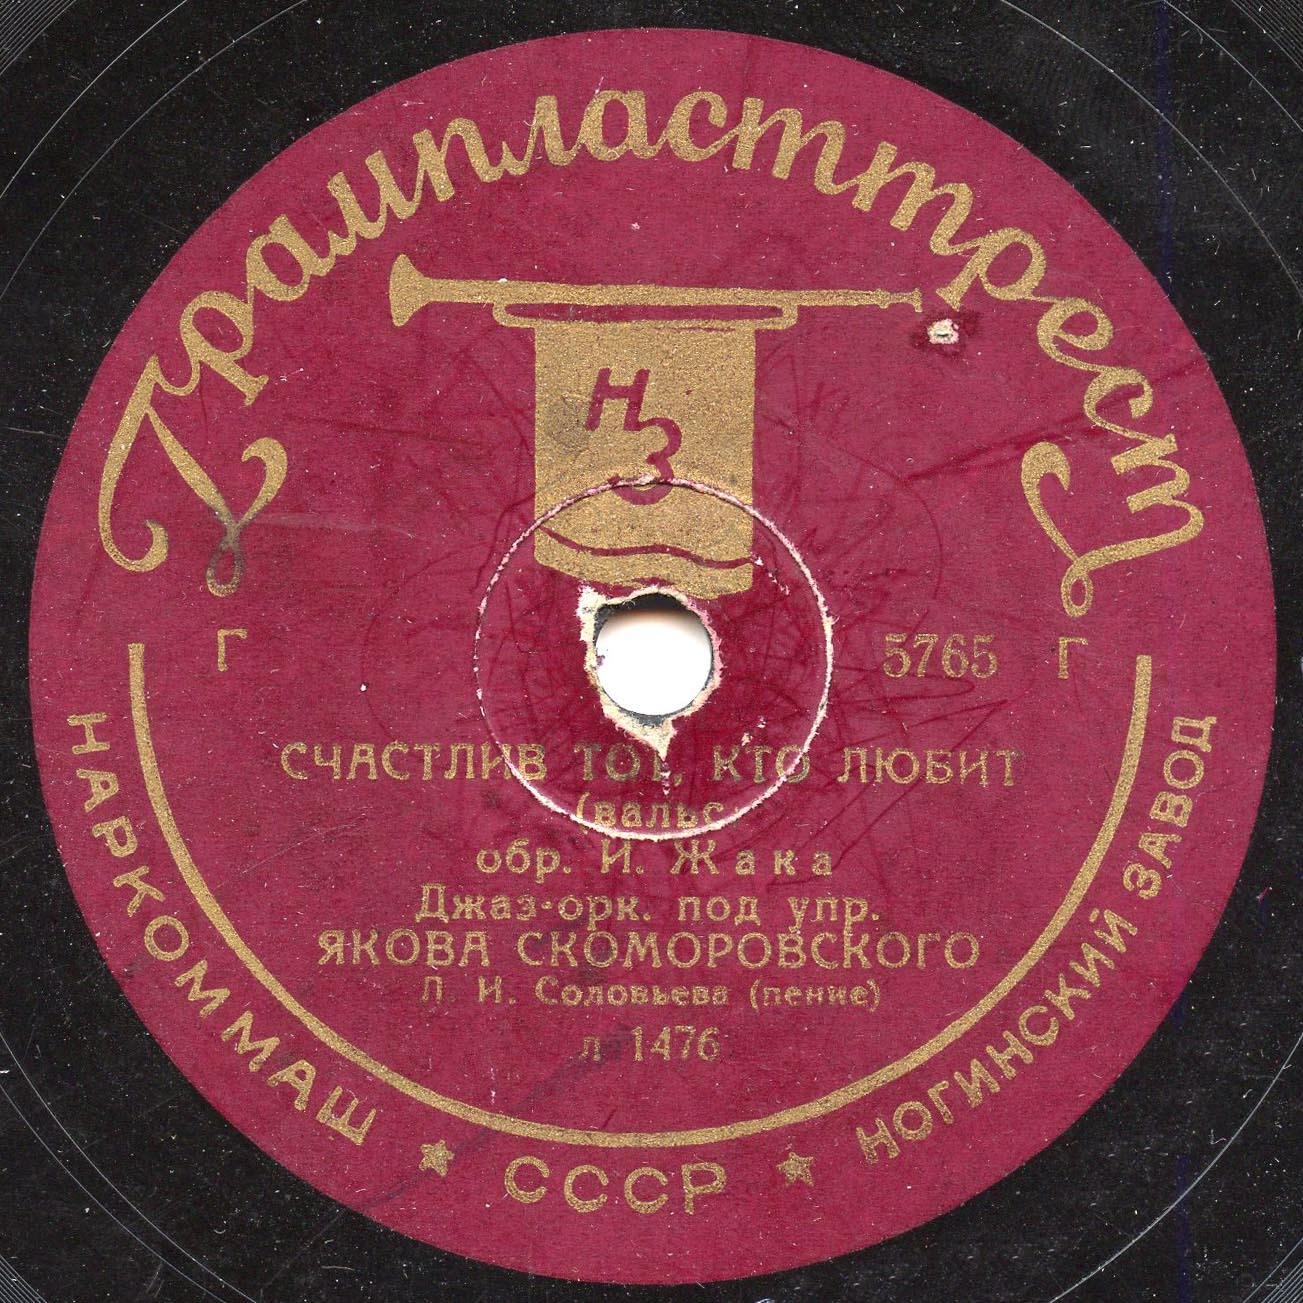 Грампласттрест
НЗ
Г
5765 Г
СЧАСТЛИВ ТОТ, КТО ЛЮБИТ
(вальс
обр. И. Жака
Джаз-орк. под упр.
ЯКОВА СКОМОРОВСКОГО
Л. И. Соловьева (пение)
л 1476
НАРКОММАШ ★ СССР ★ НОГИНСКИЙ ЗАВОД